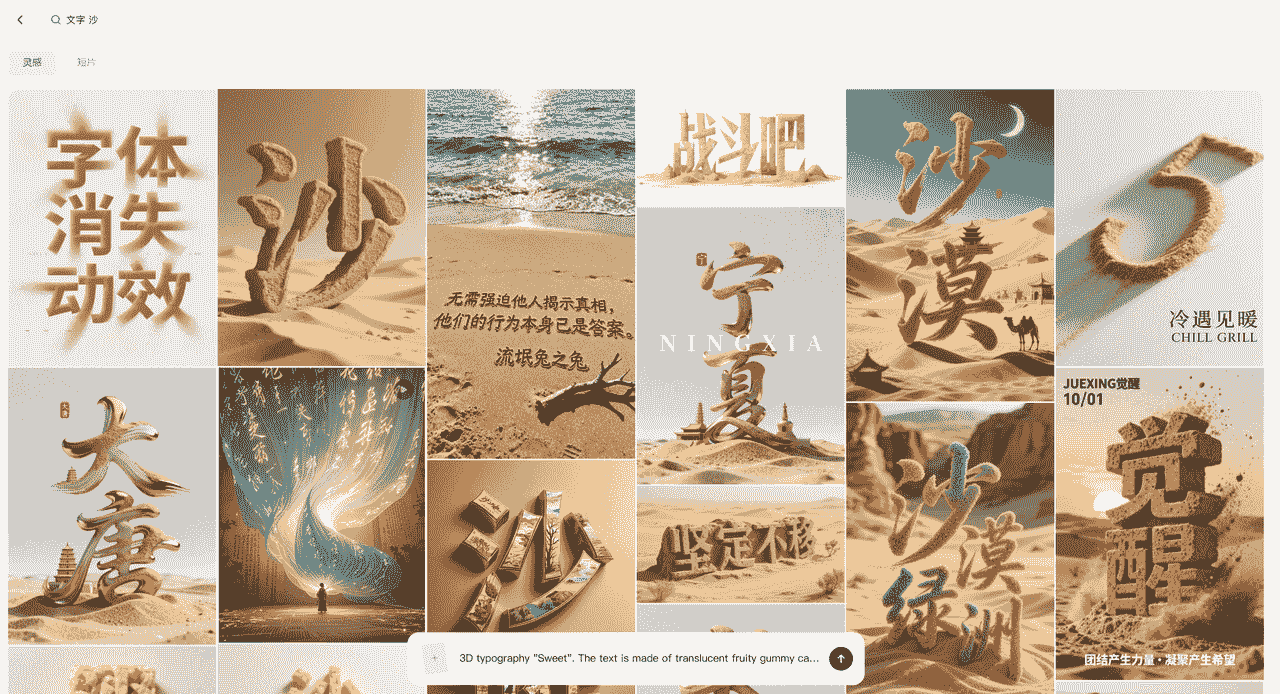 文字 沙
灵感
短片
字体
消失
动效
沙
无需强迫他人揭示真相，
他们的行为本身已是答案。
流氓兔之兔
战斗吧
宁
夏
NINGXIA
沙
漠
5
冷遇见暖
CHILL GRILL
大
唐
沙
坚定不移
沙
漠
绿
洲
JUEXING觉醒
10/01
觉
醒
团结产生力量·凝聚产生希望
3D typography "Sweet". The text is made of translucent fruity gummy ca...